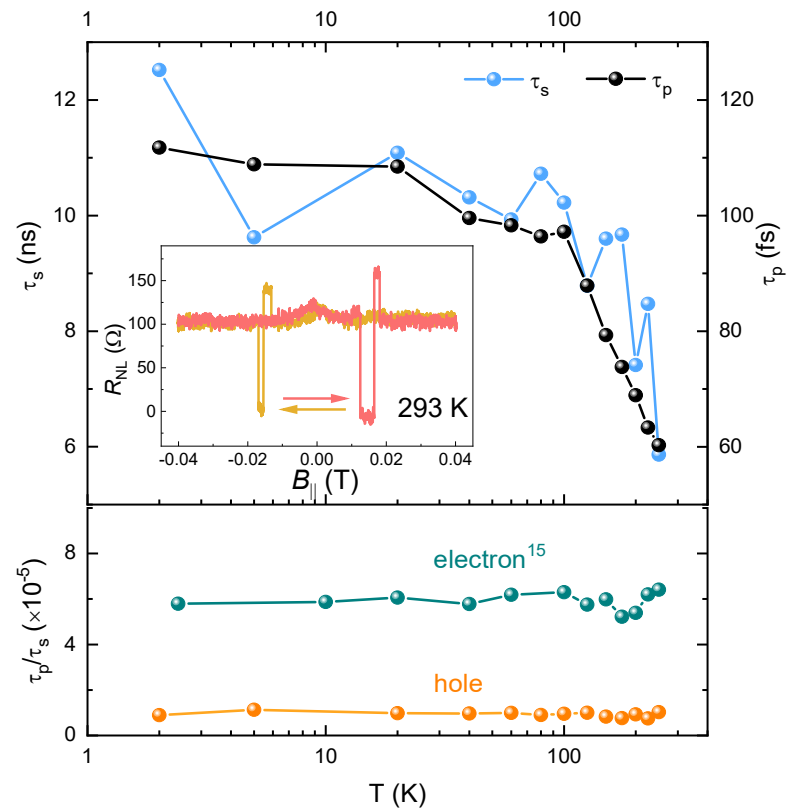 1 10 100
τs (ns)
12
10
8
6
τs τp
120
100
80
60
τp (fs)
RNL (Ω)
150
100
50
0
293 K
-0.04 -0.02 0.00 0.02 0.04
B|| (T)
τp/τs (×10-5)
8
4
0
electron15
hole
1 10 100
T (K)